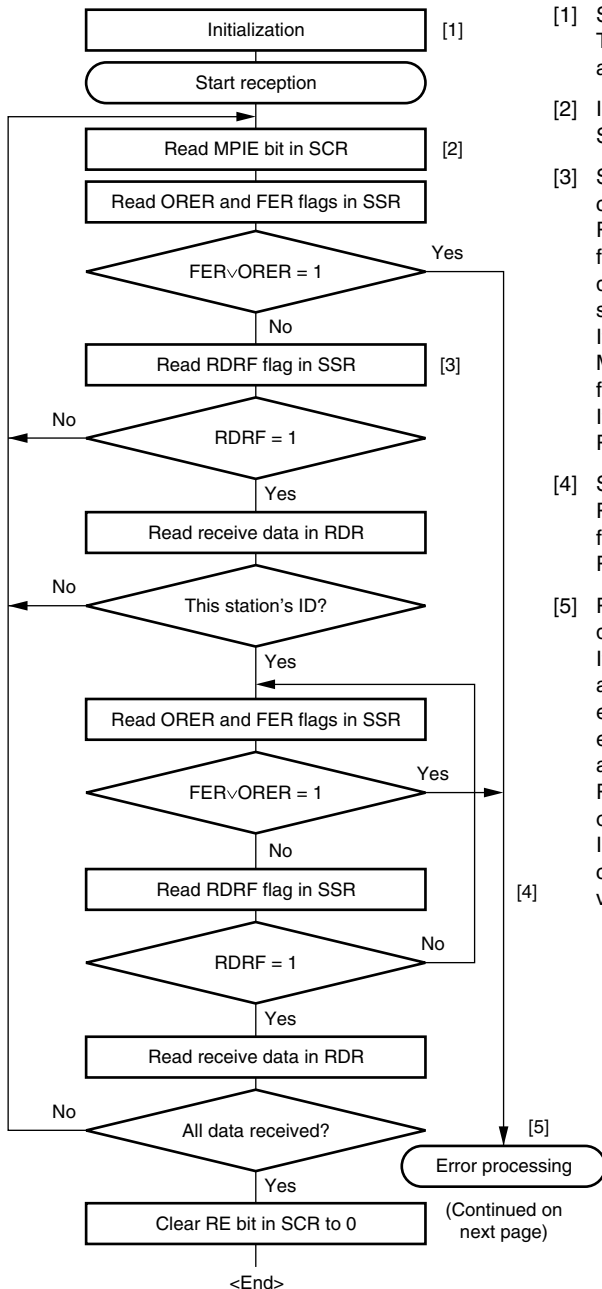 Initialization
[1]
Start reception
Read MPIE bit in SCR
[2]
Read ORER and FER flags in SSR
Yes
FER∨ORER = 1
No
Read RDRF flag in SSR
[3]
No
RDRF = 1
Yes
Read receive data in RDR
No
This station's ID?
Yes
Read ORER and FER flags in SSR
Yes
FER∨ORER = 1
No
Read RDRF flag in SSR
[4]
No
RDRF = 1
Yes
Read receive data in RDR
No
All data received?
[5]
Error processing
Yes
(Continued on
next page)
Clear RE bit in SCR to 0
<End>
[1] S
T
a
[2] I
S
[3] S
c
F
f
c
s
I
M
f
I
F
[4] S
F
f
F
[5] F
c
I
a
e
e
a
F
c
I
c
v